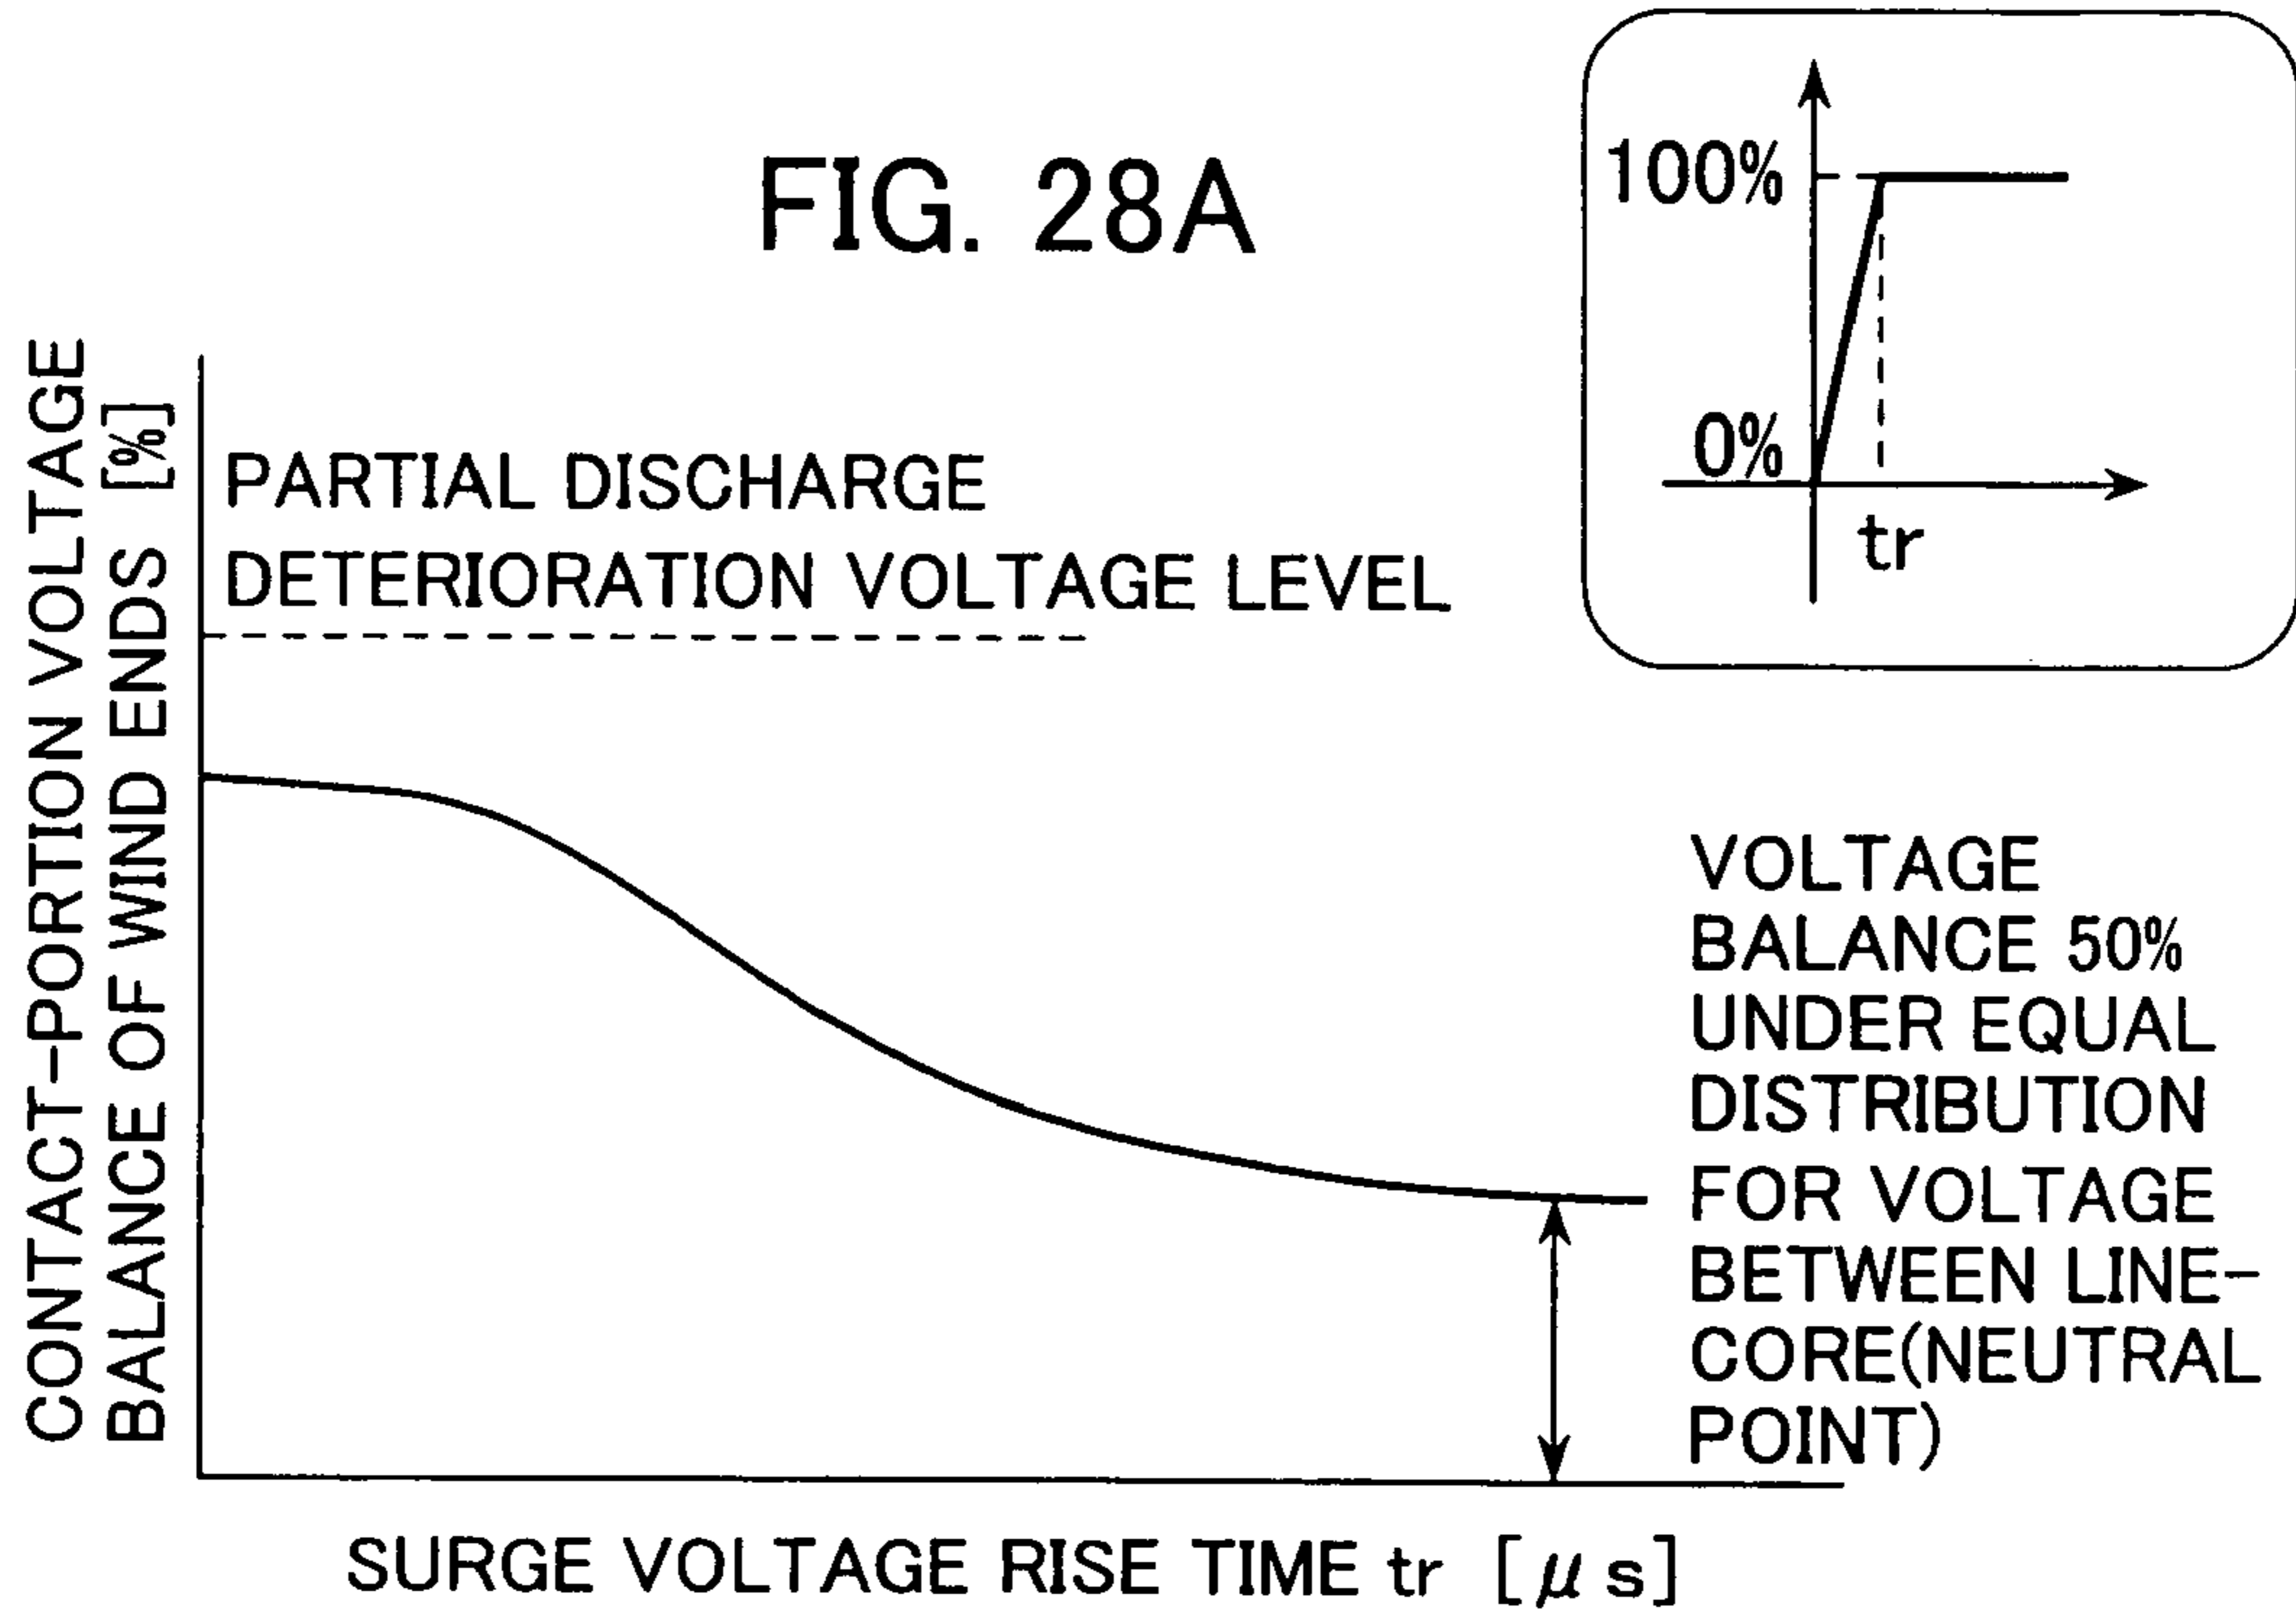 FIG. 28A
100%
0%
tr
CONTACT-PORTION VOLTAGE
BALANCE OF WIND ENDS [%]
PARTIAL DISCHARGE
DETERIORATION VOLTAGE LEVEL
VOLTAGE
BALANCE 50%
UNDER EQUAL
DISTRIBUTION
FOR VOLTAGE
BETWEEN LINE-
CORE(NEUTRAL
POINT)
SURGE VOLTAGE RISE TIME tr [μs]